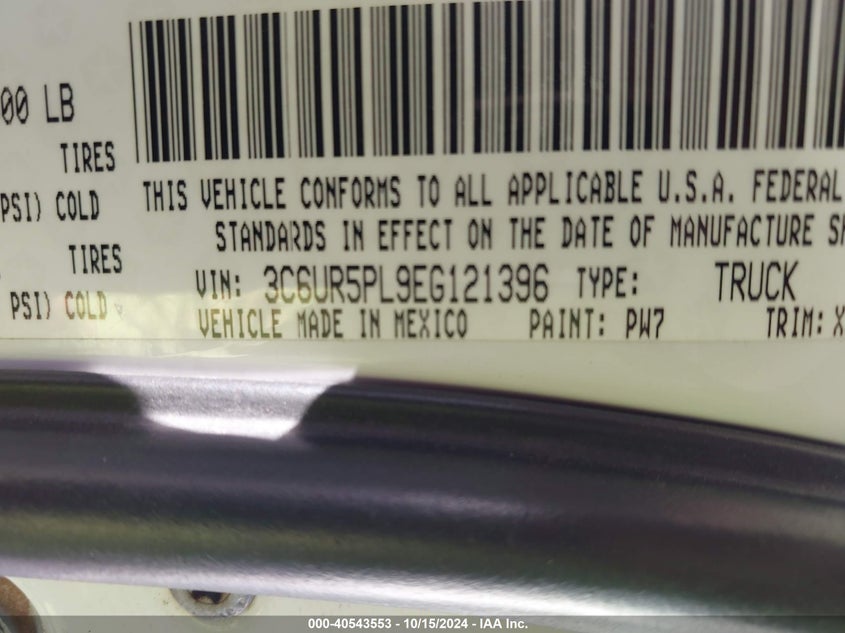 00 LB
TIRES
PSI) COLD
TIRES
PSI) COLD
THIS VEHICLE CONFORMS TO ALL APPLICABLE U.S.A. FEDERAL
STANDARDS IN EFFECT ON THE DATE OF MANUFACTURE SH
VIN: 3C6UR5PL9EG121396 TYPE: TRUCK
VEHICLE MADE IN MEXICO PAINT: PW7 TRIM: X
000-40543553 - 10/15/2024 - IAA Inc.